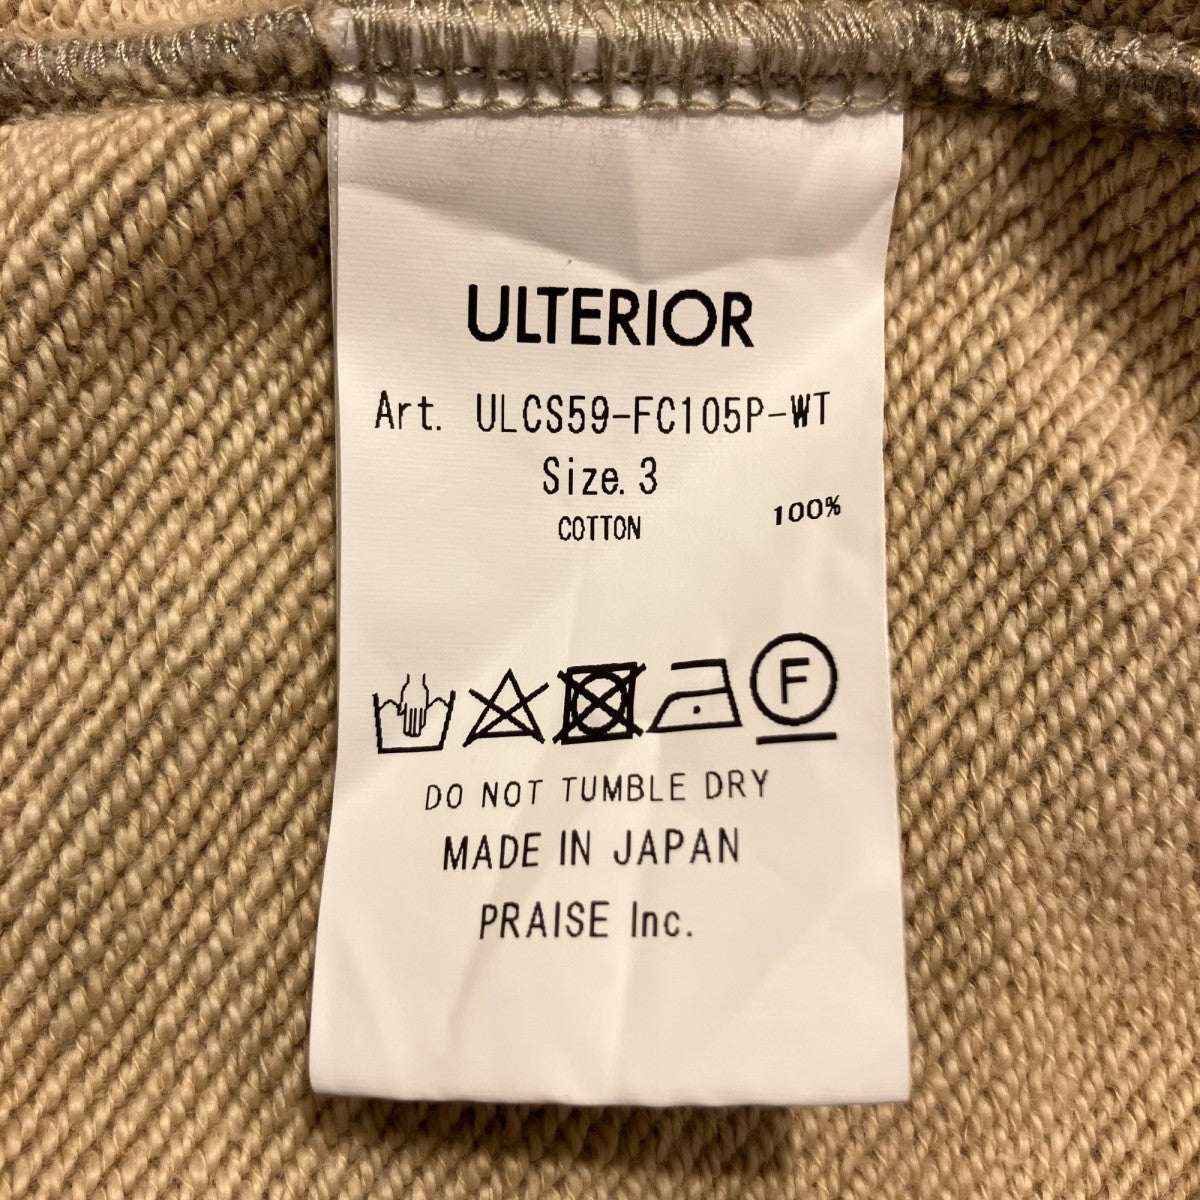 ULTERIOR
Art. ULCS59-FC105P-WT
Size. 3
COTTON 100%
F
DO NOT TUMBLE DRY
MADE IN JAPAN
PRAISE Inc.